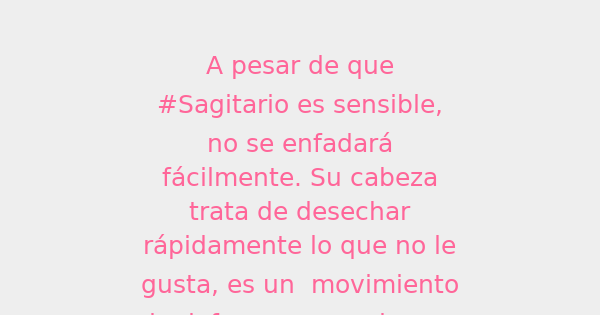 A pesar de que
#Sagitario es sensible,
no se enfadará
fácilmente. Su cabeza
trata de desechar
rápidamente lo que no le
gusta, es un  movimiento